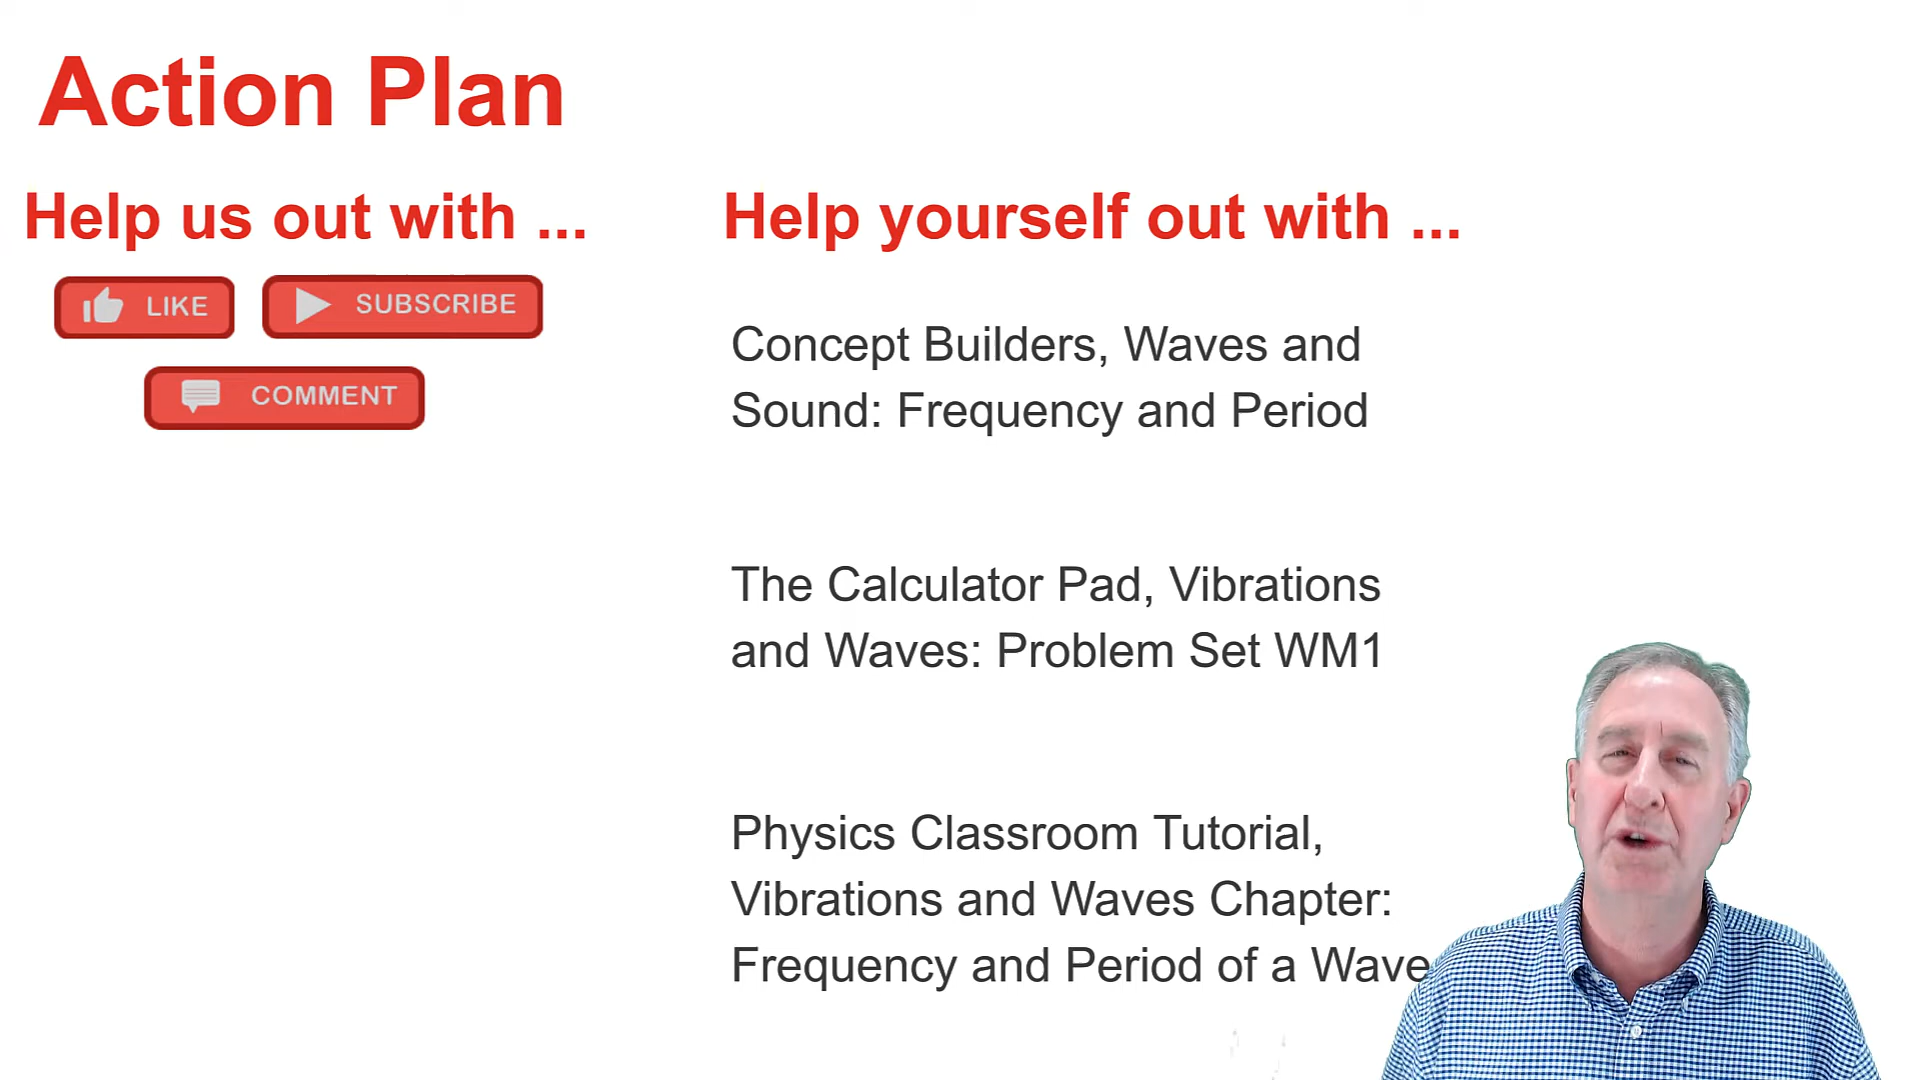 Action Plan
Help us out with ...
LIKE
SUBSCRIBE
COMMENT
Help yourself out with ...
Concept Builders, Waves and
Sound: Frequency and Period
The Calculator Pad, Vibrations
and Waves: Problem Set WM1
Physics Classroom Tutorial,
Vibrations and Waves Chapter:
Frequency and Period of a Wave